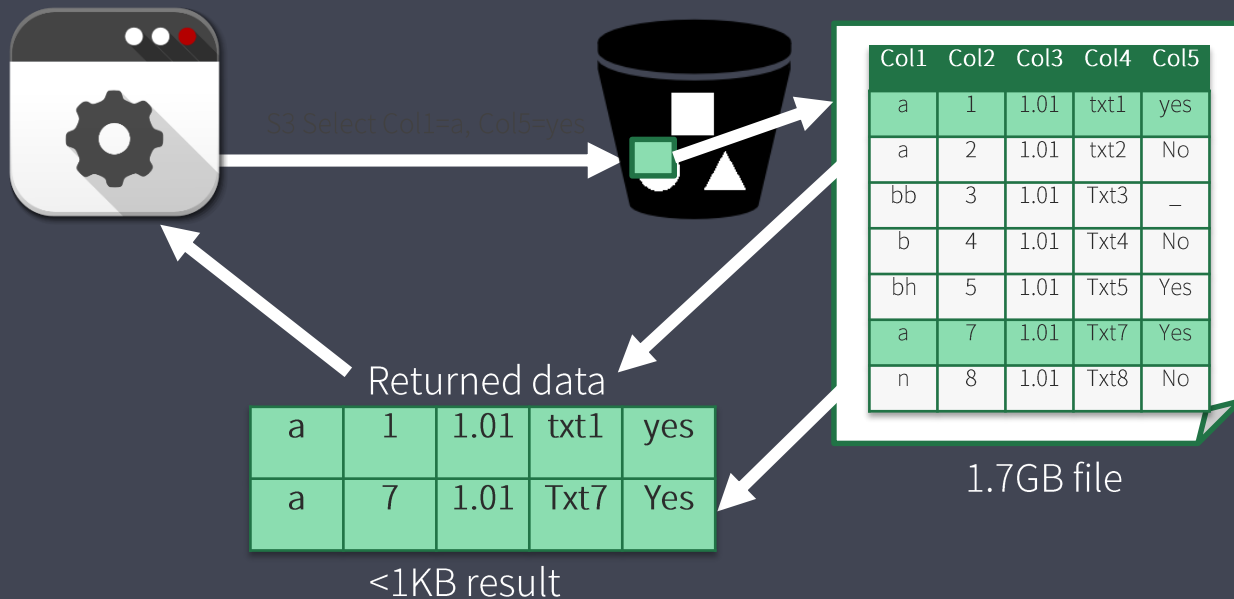 S3 Select Col1=a, Col5=yes
Col1 Col2 Col3 Col4 Col5
a 1 1.01 txt1 yes
a 2 1.01 txt2 No
bb 3 1.01 Txt3 _
b 4 1.01 Txt4 No
bh 5 1.01 Txt5 Yes
a 7 1.01 Txt7 Yes
n 8 1.01 Txt8 No
1.7GB file
Returned data
a 1 1.01 txt1 yes
a 7 1.01 Txt7 Yes
<1KB result